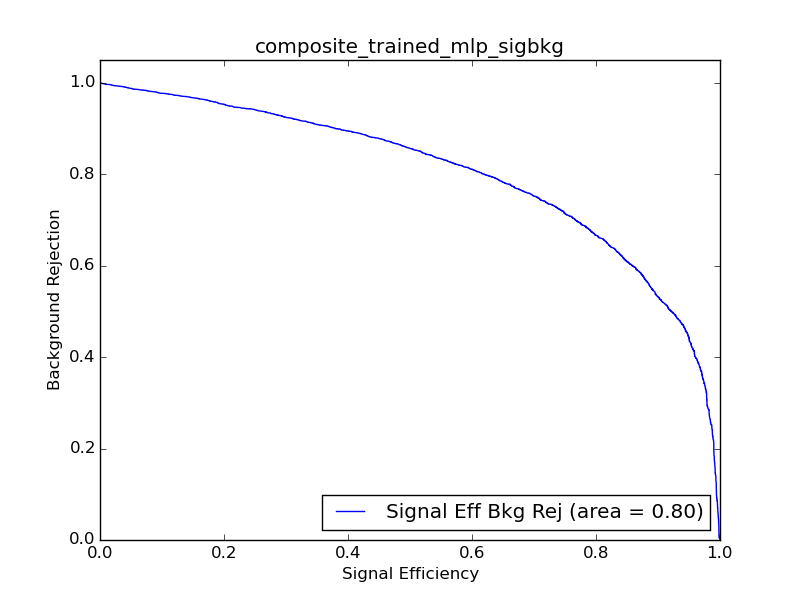 composite_trained_mlp_sigbkg
1.0
0.8
0.6
0.4
0.2
0.0
Background Rejection
Signal Eff Bkg Rej (area = 0.80)
0.0 0.2 0.4 0.6 0.8 1.0
Signal Efficiency